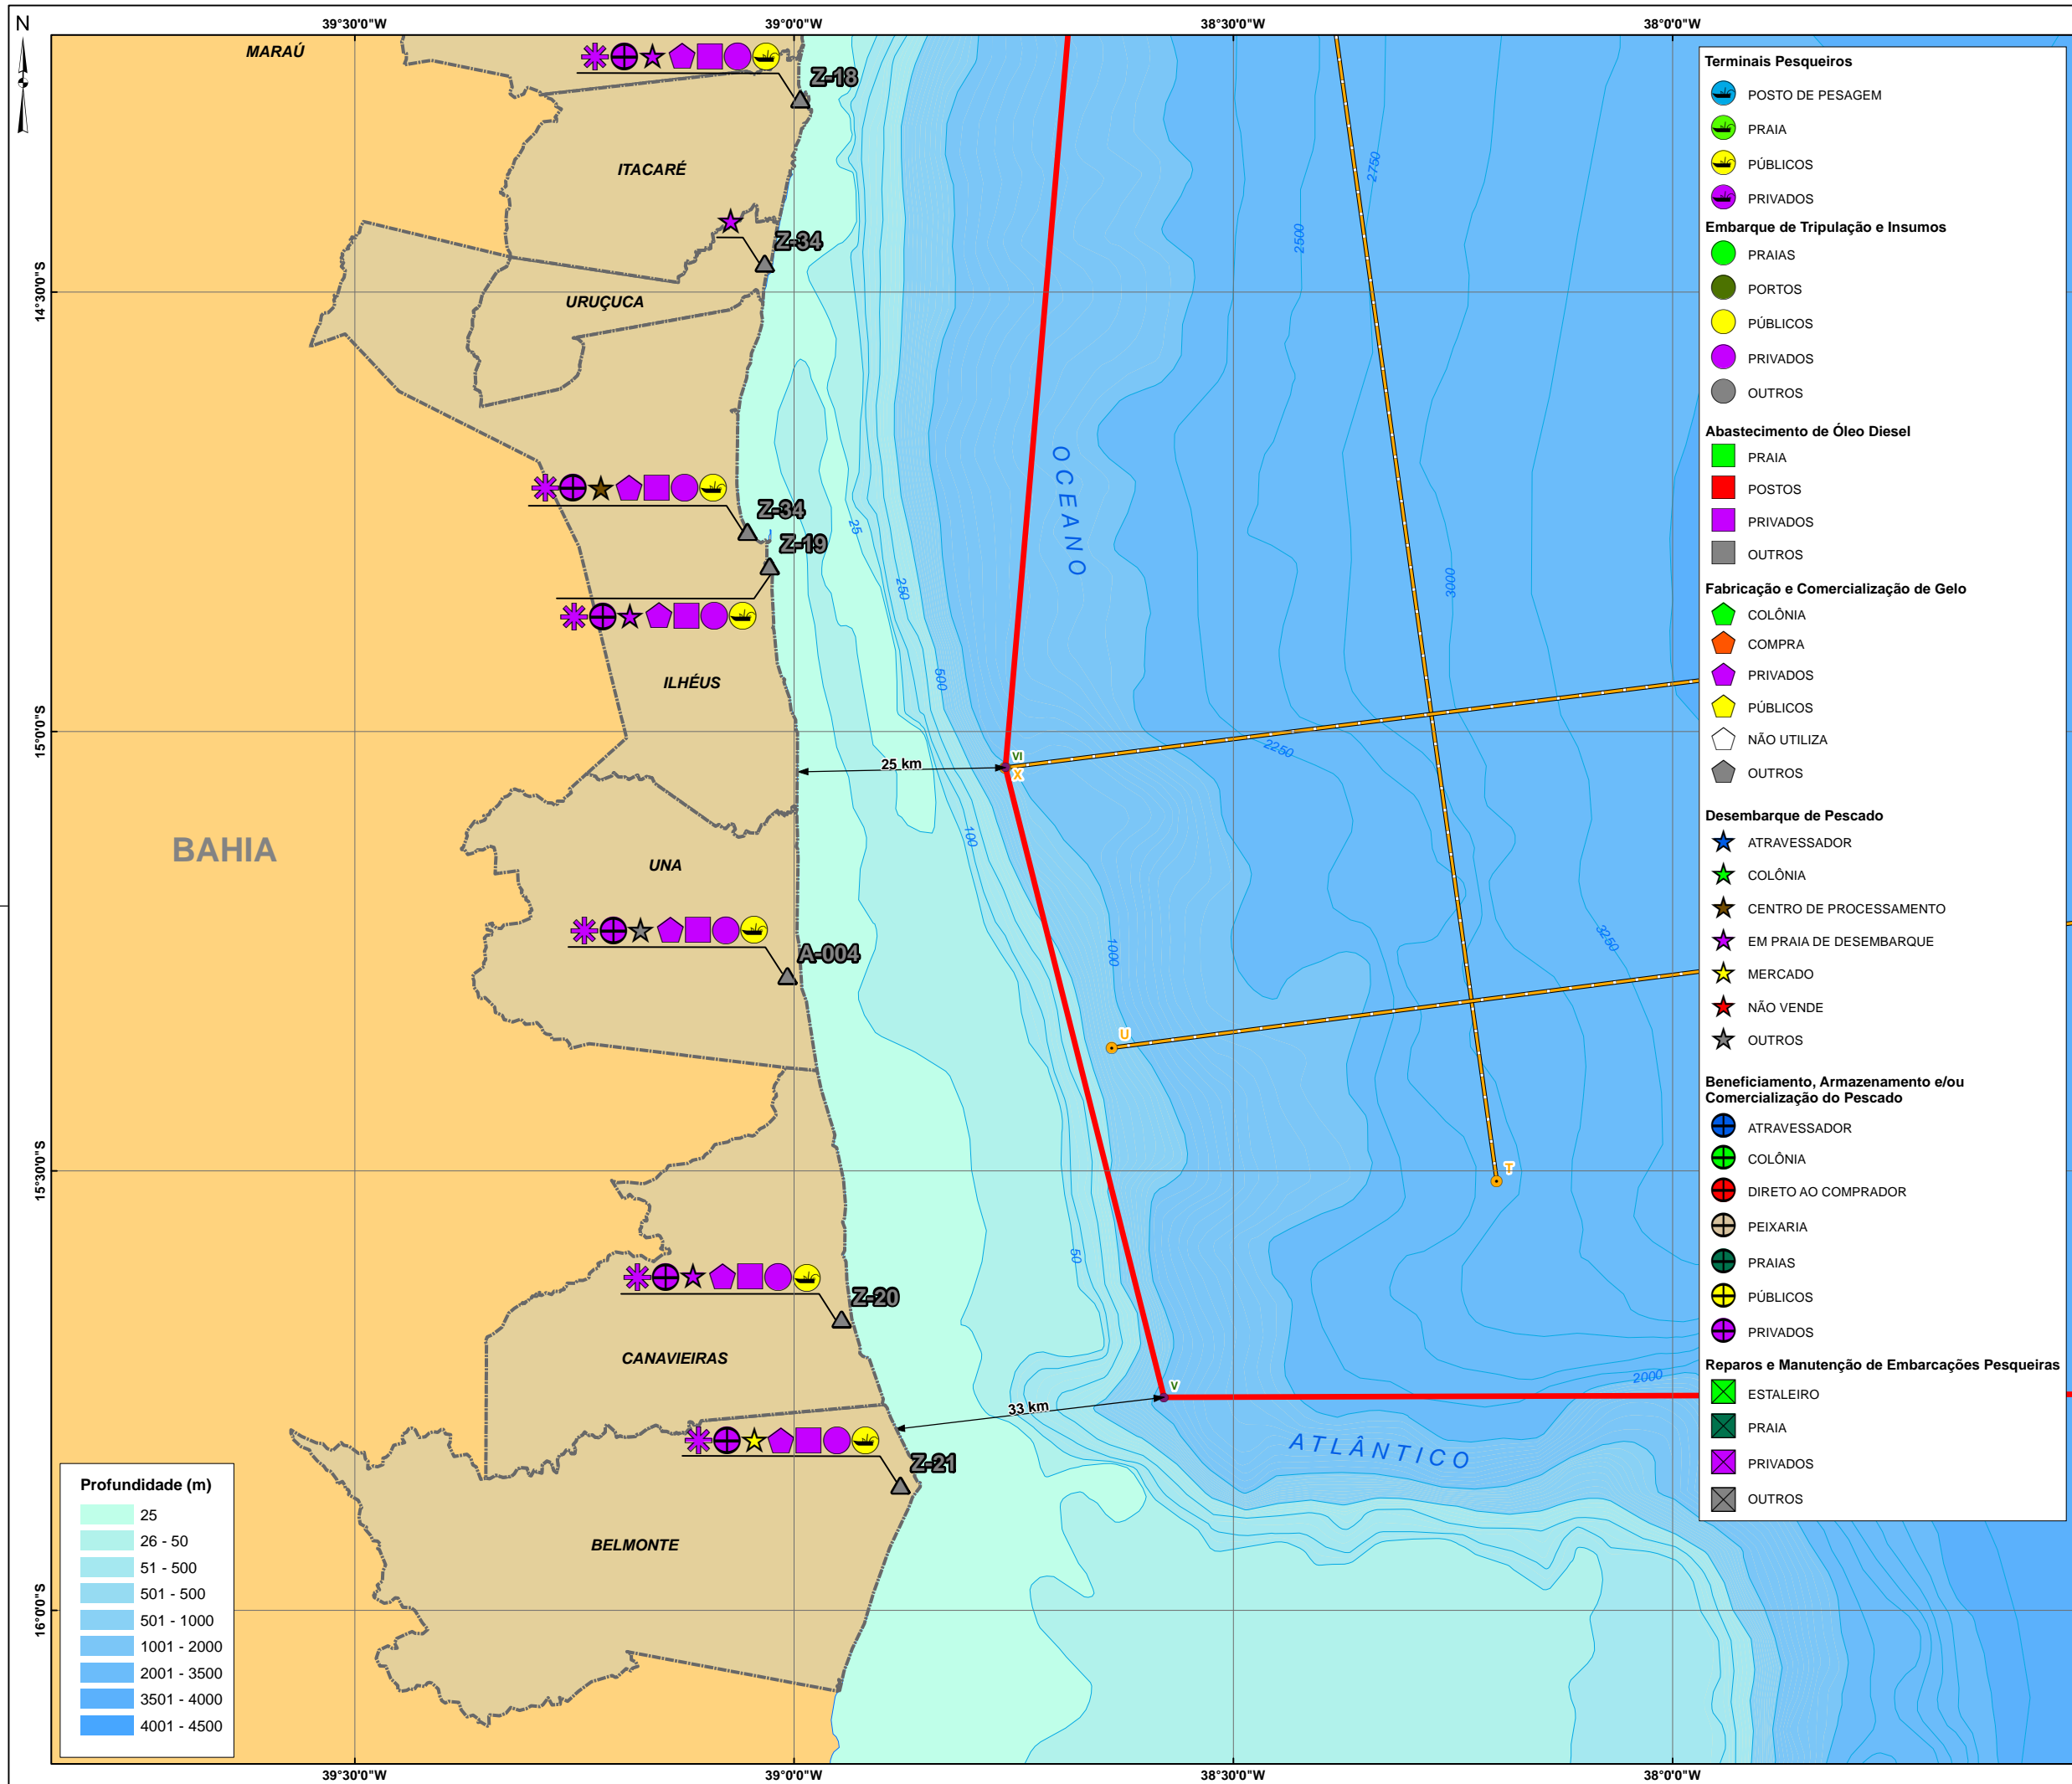 N
39°30'0"W
39°0'0"W
38°30'0"W
38°0'0"W
14°30'0"S
15°0'0"S
15°30'0"S
16°0'0"S
MARAÚ
Z-18
ITACARÉ
Z-34
URUÇUCA
Z-34
Z-19
ILHÉUS
25 km
VI
X
BAHIA
UNA
A-004
U
T
Z-20
CANAVIEIRAS
V
33 km
Z-21
BELMONTE
OCEANO
ATLÂNTICO
2750
2500
3000
25
250
500
2250
100
1000
3250
50
2000
Terminais Pesqueiros
POSTO DE PESAGEM
PRAIA
PÚBLICOS
PRIVADOS
Embarque de Tripulação e Insumos
PRAIAS
PORTOS
PÚBLICOS
PRIVADOS
OUTROS
Abastecimento de Óleo Diesel
PRAIA
POSTOS
PRIVADOS
OUTROS
Fabricação e Comercialização de Gelo
COLÔNIA
COMPRA
PRIVADOS
PÚBLICOS
NÃO UTILIZA
OUTROS
Desembarque de Pescado
ATRAVESSADOR
COLÔNIA
CENTRO DE PROCESSAMENTO
EM PRAIA DE DESEMBARQUE
MERCADO
NÃO VENDE
OUTROS
Beneficiamento, Armazenamento e/ou
Comercialização do Pescado
ATRAVESSADOR
COLÔNIA
DIRETO AO COMPRADOR
PEIXARIA
PRAIAS
PÚBLICOS
PRIVADOS
Reparos e Manutenção de Embarcações Pesqueiras
ESTALEIRO
PRAIA
PRIVADOS
OUTROS
Profundidade (m)
25
26 - 50
51 - 500
501 - 500
501 - 1000
1001 - 2000
2001 - 3500
3501 - 4000
4001 - 4500
39°30'0"W
39°0'0"W
38°30'0"W
38°0'0"W